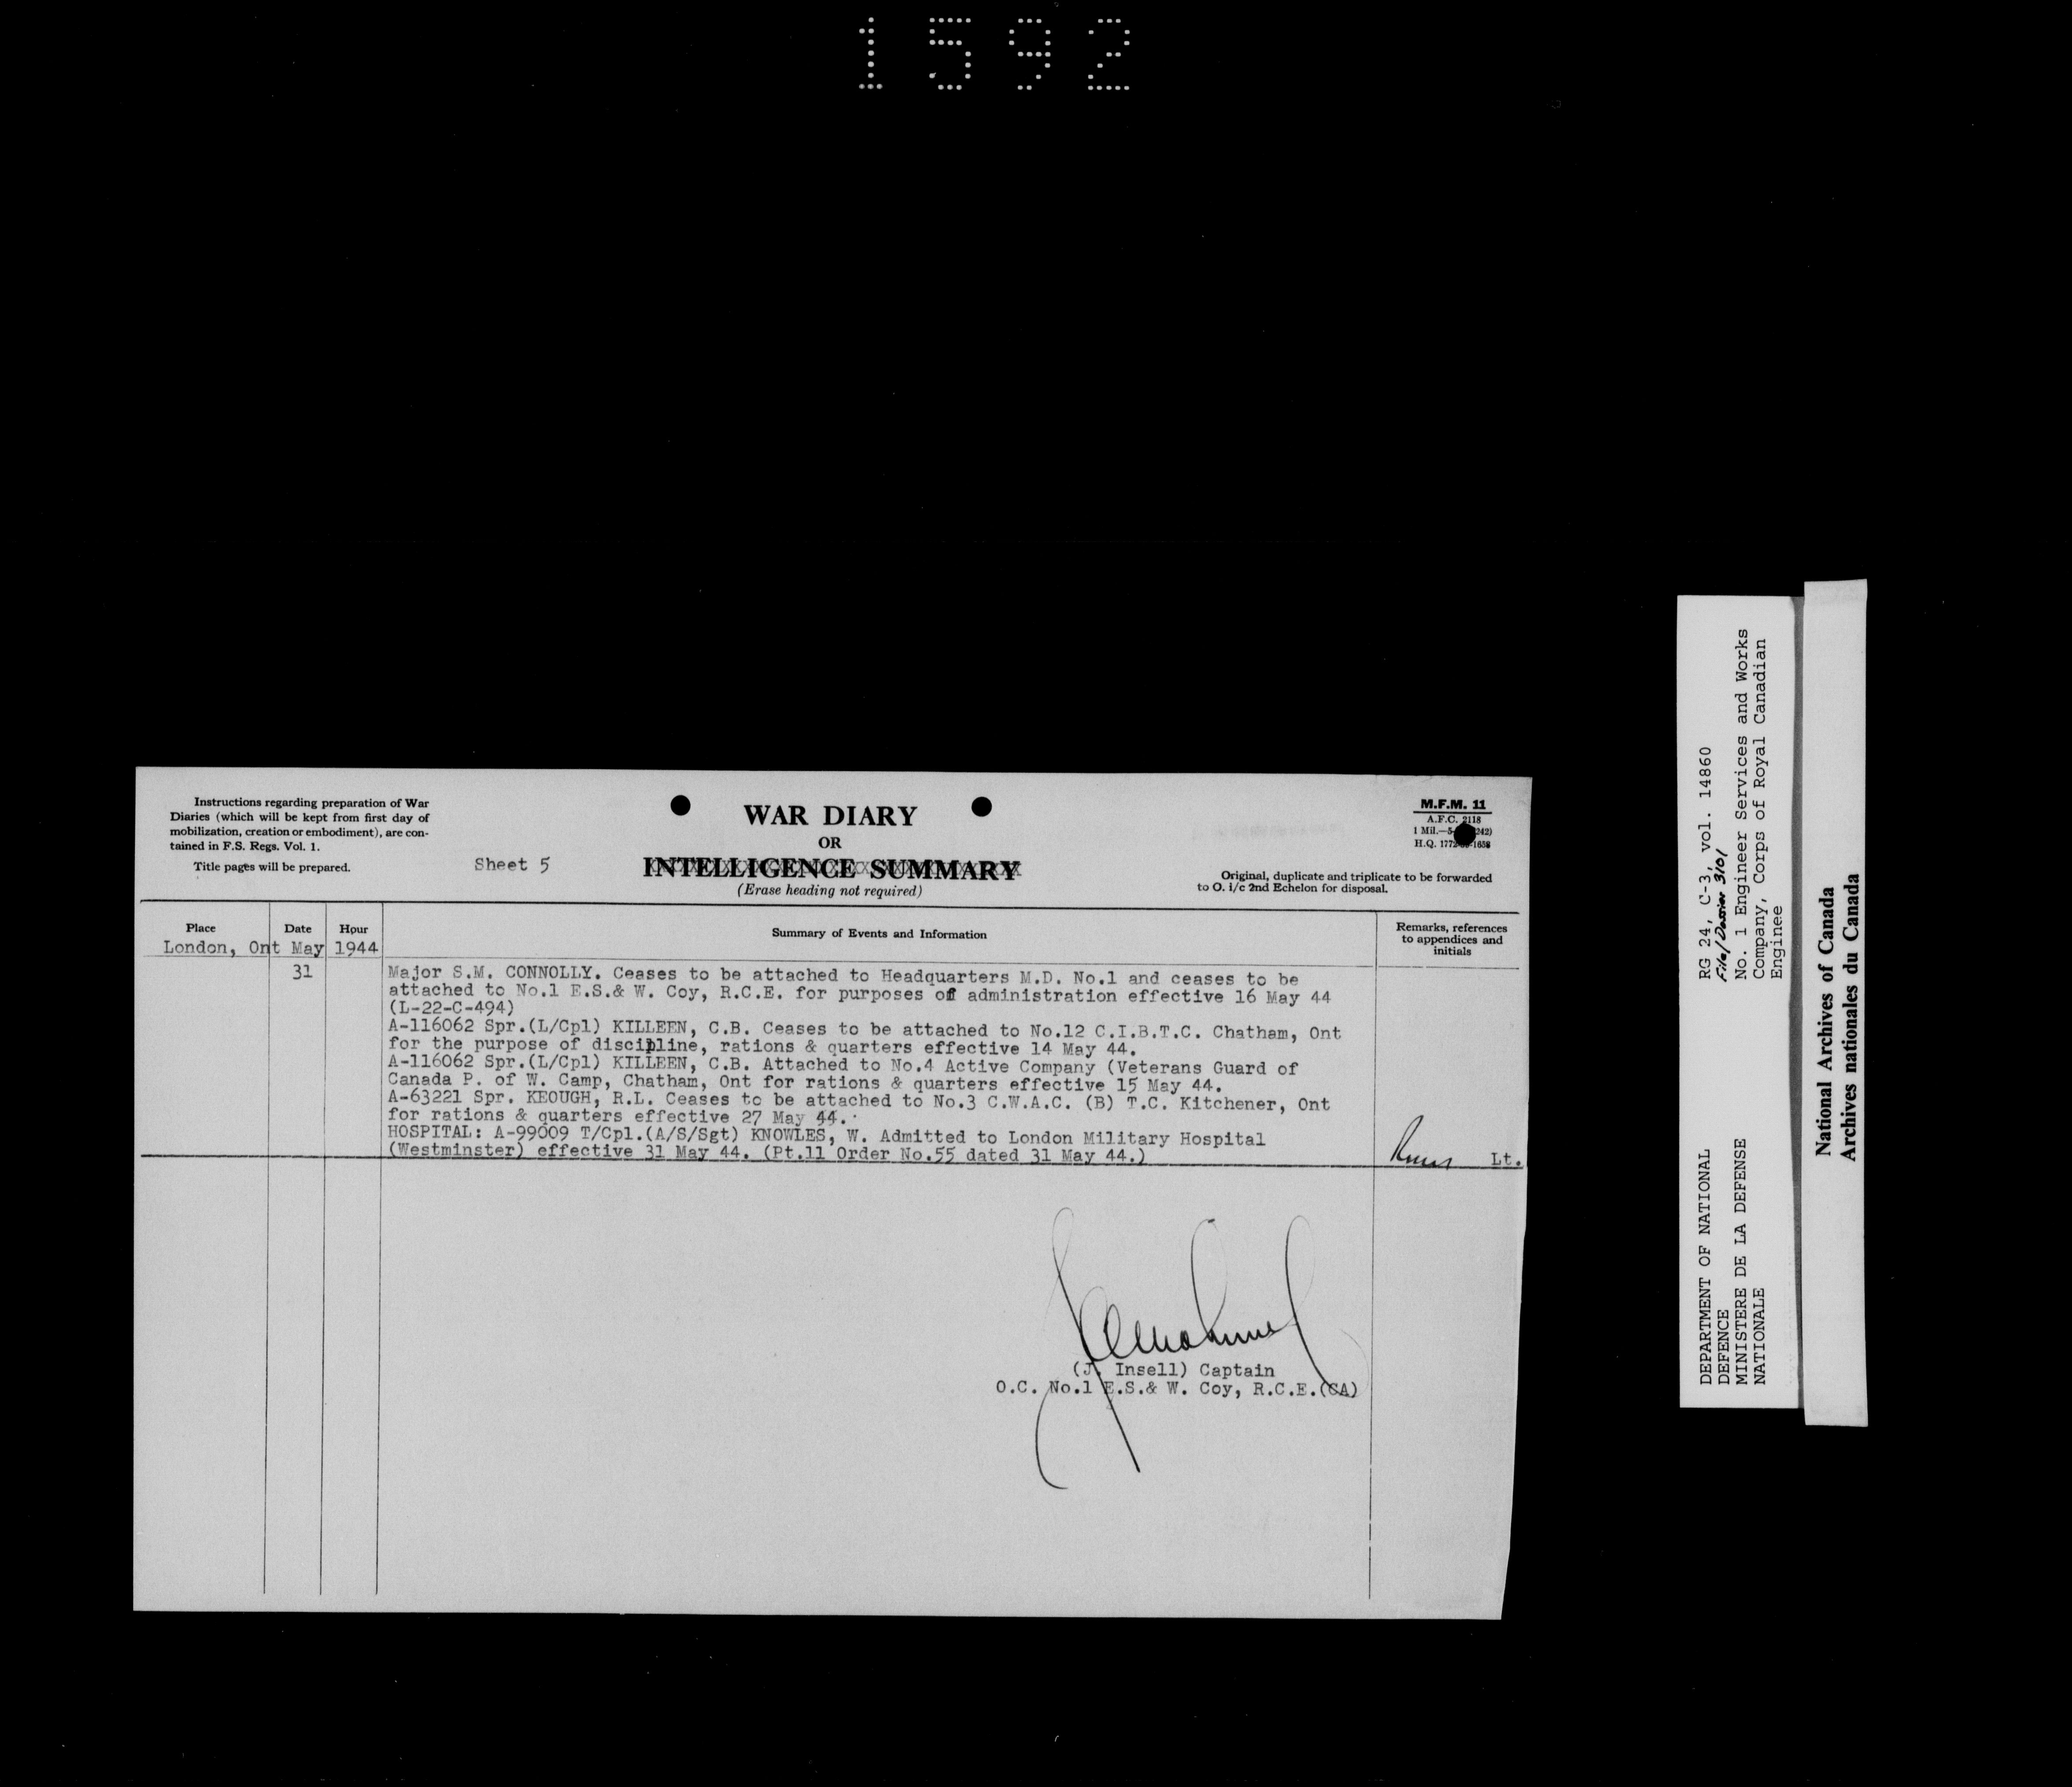 1592
Instructions regarding preparation of War
Diaries (which will be kept from first day of
mobilization, creation or embodiment), are con-
tained in F.S. Regs. Vol. 1.
Title pages will be prepared.
Sheet 5
WAR DIARY
OR
INTELLIGENCE SUMMARY
(Erase heading not required)
M.F.M. 11
A.F.C. 2118
1 Mil.—5- 242)
H.Q. 1772- -1658
Original, duplicate and triplicate to be forwarded
to O. i/c 2nd Echelon for disposal.
Place Date Hour Summary of Events and Information Remarks, references
to appendices and
initials
London, Ont May 1944
31 Major S.M. CONNOLLY. Ceases to be attached to Headquarters M.D. No.1 and ceases to be
attached to No.1 E.S.& W. Coy, R.C.E. for purposes of administration effective 16 May 44
(L-22-C-494)
A-116062 Spr.(L/Cpl) KILLEEN, C.B. Ceases to be attached to No.12 C.I.B.T.C. Chatham, Ont
for the purpose of discipline, rations & quarters effective 14 May 44.
A-116062 Spr.(L/Cpl) KILLEEN, C.B. Attached to No.4 Active Company (Veterans Guard of
Canada P. of W. Camp, Chatham, Ont for rations & quarters effective 15 May 44.
A-63221 Spr. KEOUGH, R.L. Ceases to be attached to No.3 C.W.A.C. (B) T.C. Kitchener, Ont
for rations & quarters effective 27 May 44.
HOSPITAL: A-99009 T/Cpl.(A/S/Sgt) KNOWLES, W. Admitted to London Military Hospital
(Westminster) effective 31 May 44. (Pt.11 Order No.55 dated 31 May 44.)
Lt.
(J. Insell) Captain
O.C. No.1 E.S.& W. Coy, R.C.E.(CA)
DEPARTMENT OF NATIONAL
DEFENCE
MINISTERE DE LA DEFENSE
NATIONALE
RG 24, C-3, vol. 14860
File/Dossier 3101
No. 1 Engineer Services and Works
Company, Corps of Royal Canadian
Enginee
National Archives of Canada
Archives nationales du Canada